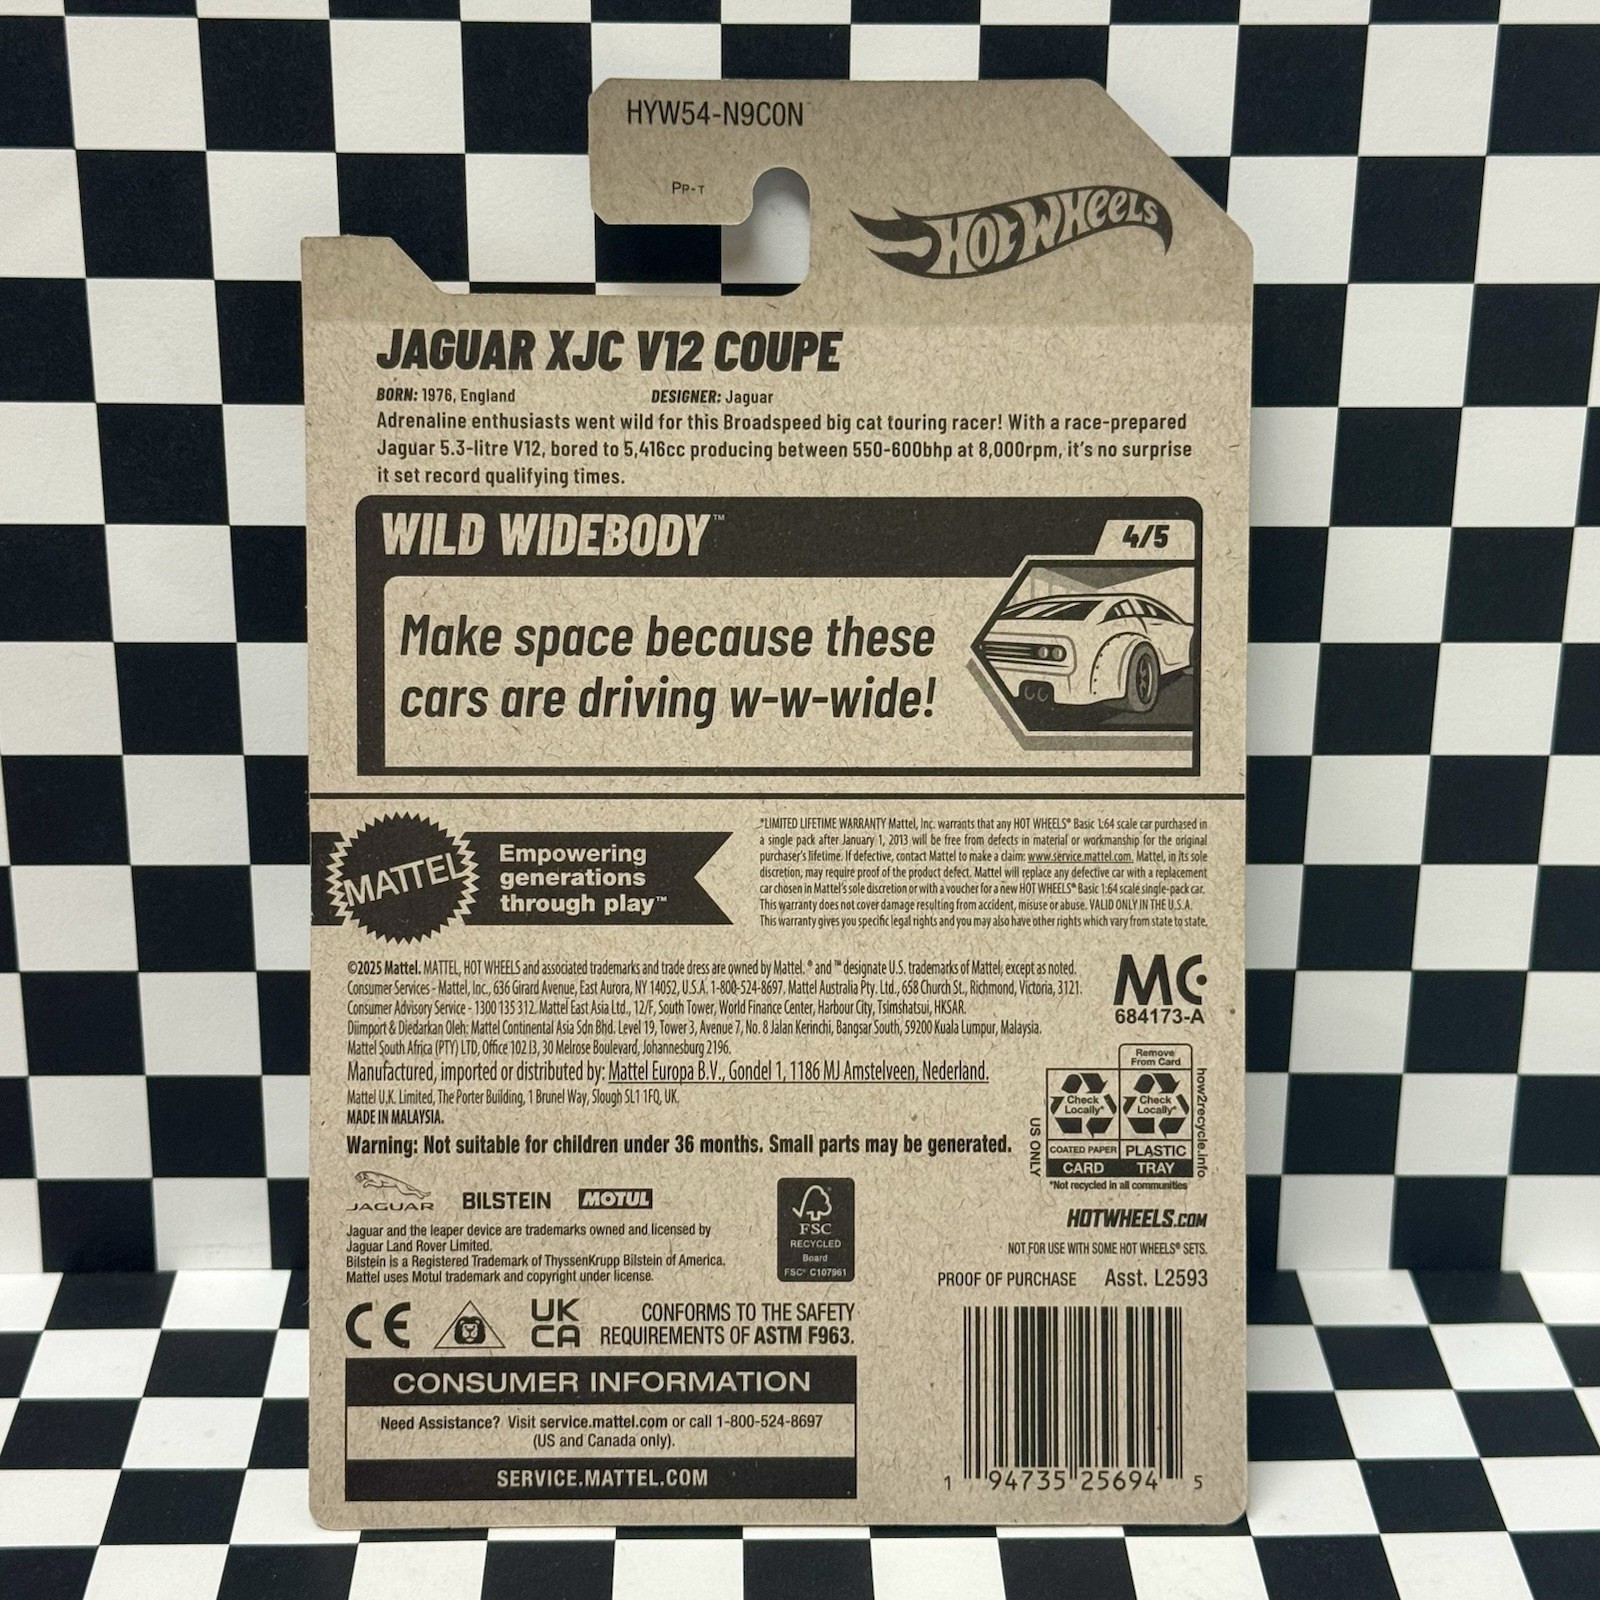 HYW54-N9C0N
PP-T
HOT WHEELS
JAGUAR XJC V12 COUPE
BORN: 1976, England DESIGNER: Jaguar
Adrenaline enthusiasts went wild for this Broadspeed big cat touring racer! With a race-prepared
Jaguar 5.3-litre V12, bored to 5,416cc producing between 550-600bhp at 8,000rpm, it's no surprise
it set record qualifying times.
WILD WIDEBODY™
4/5
Make space because these
cars are driving w-w-wide!
MATTEL
Empowering
generations
through play™
*LIMITED LIFETIME WARRANTY Mattel, Inc. warrants that any HOT WHEELS® Basic 1:64 scale car purchased in
a single pack after January 1, 2013 will be free from defects in material or workmanship for the original
purchaser's lifetime. If defective, contact Mattel to make a claim: www.service.mattel.com. Mattel, in its sole
discretion, may require proof of the product defect. Mattel will replace any defective car with a replacement
car chosen in Mattel's sole discretion or with a voucher for a new HOT WHEELS® Basic 1:64 scale single-pack car.
This warranty does not cover damage resulting from accident, misuse or abuse. VALID ONLY IN THE U.S.A.
This warranty gives you specific legal rights and you may also have other rights which vary from state to state.
©2025 Mattel. MATTEL, HOT WHEELS and associated trademarks and trade dress are owned by Mattel. ® and ™ designate U.S. trademarks of Mattel, except as noted.
Consumer Services - Mattel, Inc., 636 Girard Avenue, East Aurora, NY 14052, U.S.A. 1-800-524-8697. Mattel Australia Pty. Ltd., 658 Church St., Richmond, Victoria, 3121.
Consumer Advisory Service - 1300 135 312. Mattel East Asia Ltd., 12/F, South Tower, World Finance Center, Harbour City, Tsimshatsui, HKSAR.
Diimport & Diedarkan Oleh: Mattel Continental Asia Sdn Bhd. Level 19, Tower 3, Avenue 7, No. 8 Jalan Kerinchi, Bangsar South, 59200 Kuala Lumpur, Malaysia.
Mattel South Africa (PTY) LTD, Office 102 I3, 30 Melrose Boulevard, Johannesburg 2196.
Manufactured, imported or distributed by: Mattel Europa B.V., Gondel 1, 1186 MJ Amstelveen, Nederland.
Mattel U.K. Limited, The Porter Building, 1 Brunel Way, Slough SL1 1FQ, UK.
MADE IN MALAYSIA.
Warning: Not suitable for children under 36 months. Small parts may be generated.
MC
684173-A
Remove
From Card
Check
Locally*
Check
Locally*
COATED PAPER
PLASTIC
CARD
TRAY
US ONLY
how2recycle.info
*Not recycled in all communities
JAGUAR
BILSTEIN
MOTUL
Jaguar and the leaper device are trademarks owned and licensed by
Jaguar Land Rover Limited.
Bilstein is a Registered Trademark of ThyssenKrupp Bilstein of America.
Mattel uses Motul trademark and copyright under license.
FSC
RECYCLED
Board
FSC® C107961
HOTWHEELS.COM
NOT FOR USE WITH SOME HOT WHEELS® SETS.
PROOF OF PURCHASE Asst. L2593
CE
UK
CA
CONFORMS TO THE SAFETY
REQUIREMENTS OF ASTM F963.
CONSUMER INFORMATION
Need Assistance? Visit service.mattel.com or call 1-800-524-8697
(US and Canada only).
SERVICE.MATTEL.COM
1 94735 25694 5